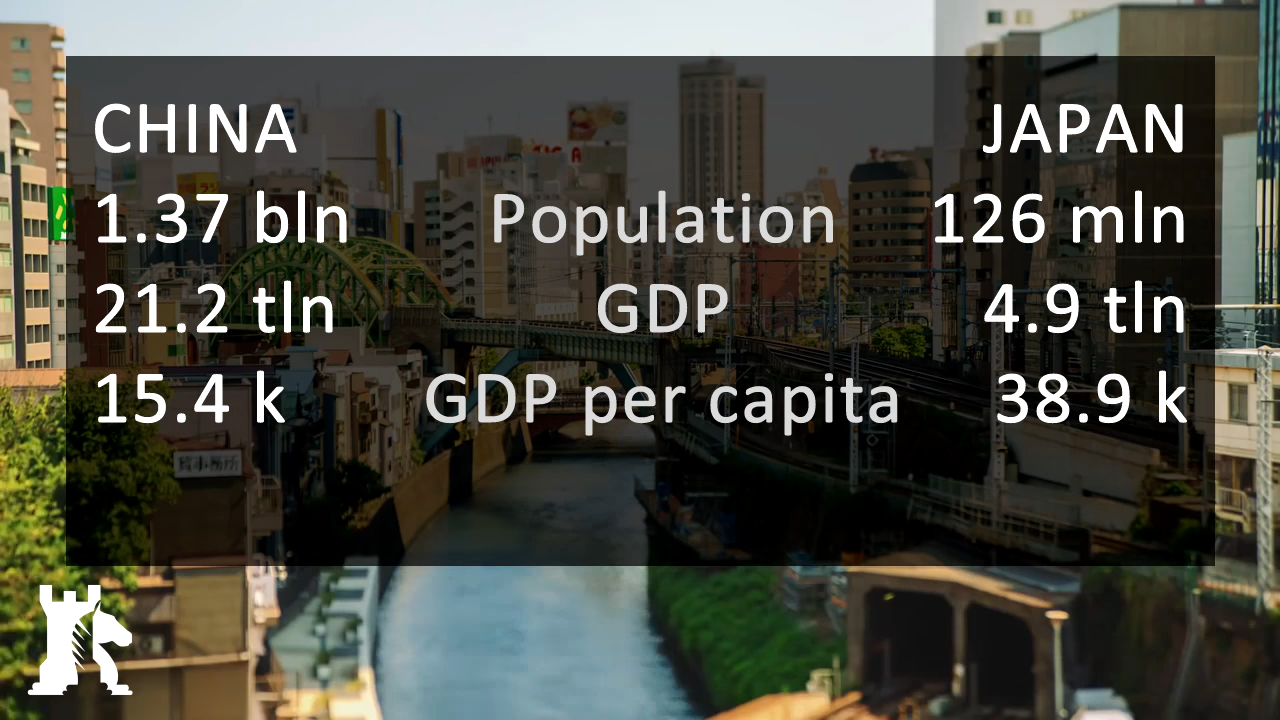 CHINA JAPAN
1.37 bln Population 126 mln
21.2 tln GDP 4.9 tln
15.4 k GDP per capita 38.9 k